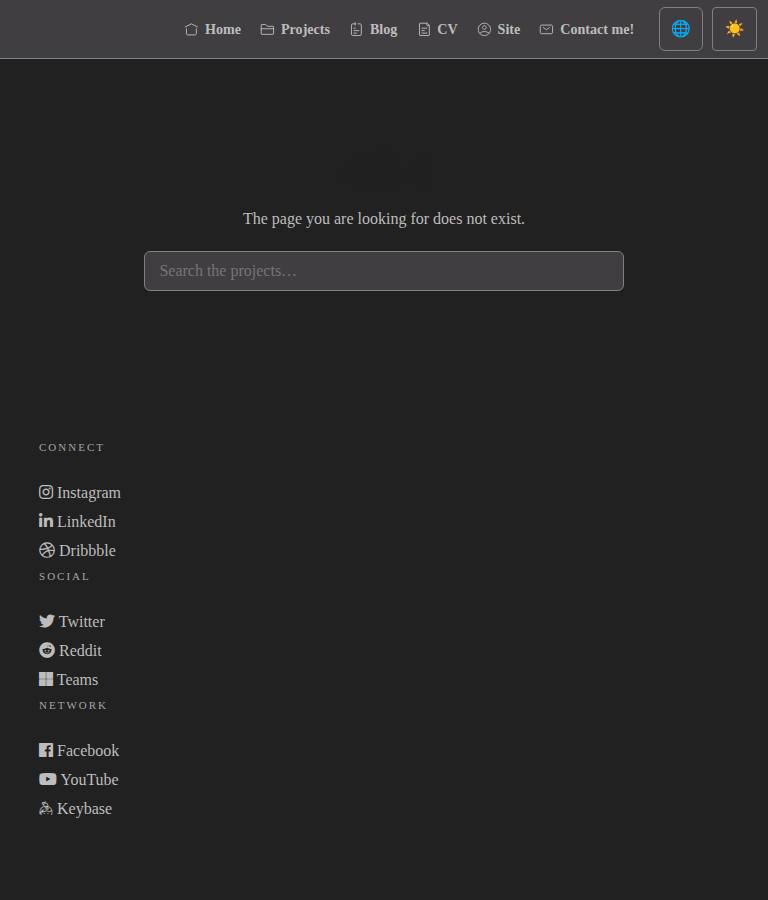 Home Projects Blog CV Site Contact me!
The page you are looking for does not exist.
Search the projects…
CONNECT
Instagram
LinkedIn
Dribbble
SOCIAL
Twitter
Reddit
Teams
NETWORK
Facebook
YouTube
Keybase